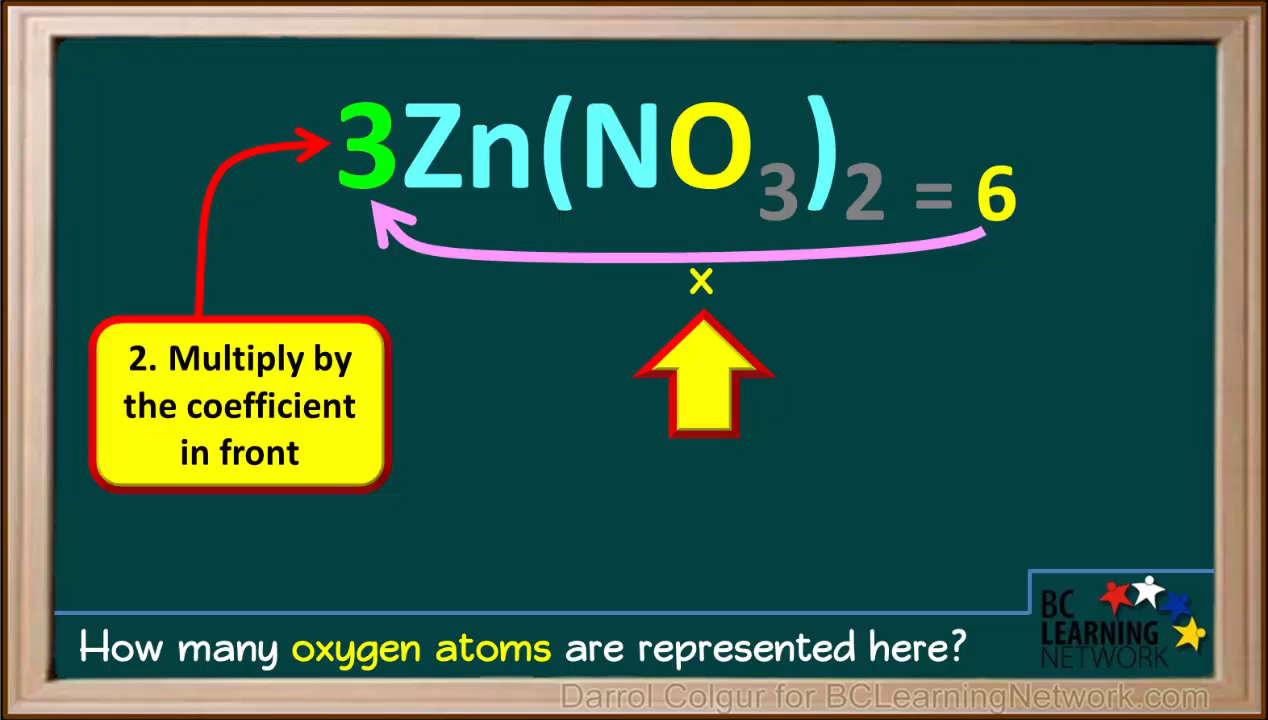 3Zn(NO₃)₂ = 6
x
2. Multiply by
the coefficient
in front
How many oxygen atoms are represented here?
BC
LEARNING
NETWORK
Darrol Colgur for BCLearningNetwork.com